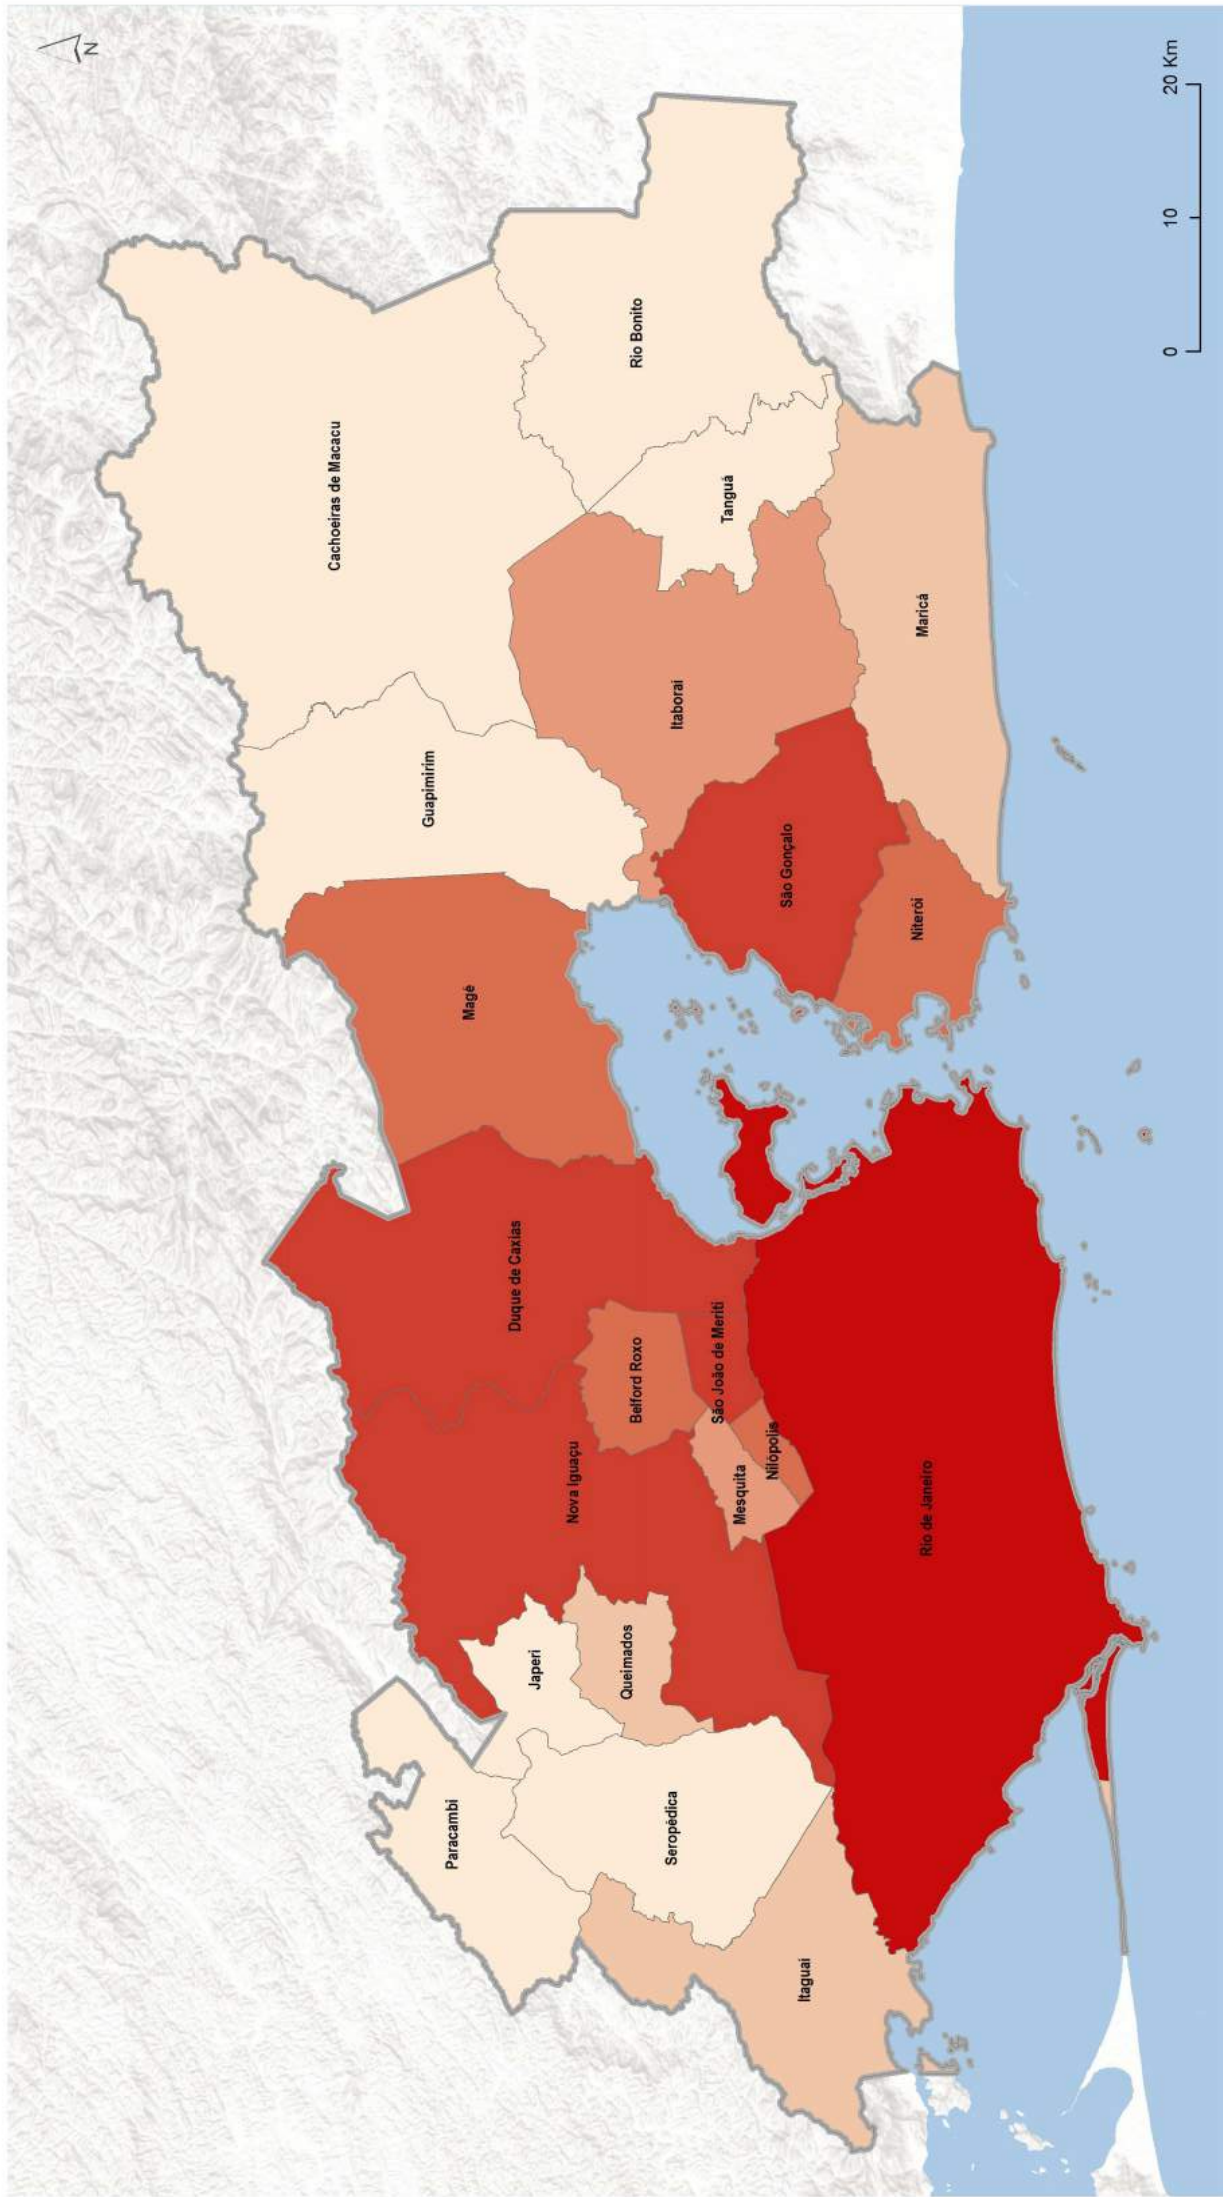 N
Cachoeiras de Macacu
Guapimirim
Paracambi
Magé
Duque de Caxias
Japeri
Nova Iguaçu
Queimados
Belford Roxo
Rio Bonito
Seropédica
Itaboraí
São João de Meriti
Tanguá
Mesquita
Nilópolis
São Gonçalo
Itaguaí
Niterói
Maricá
Rio de Janeiro
0 10 20 Km